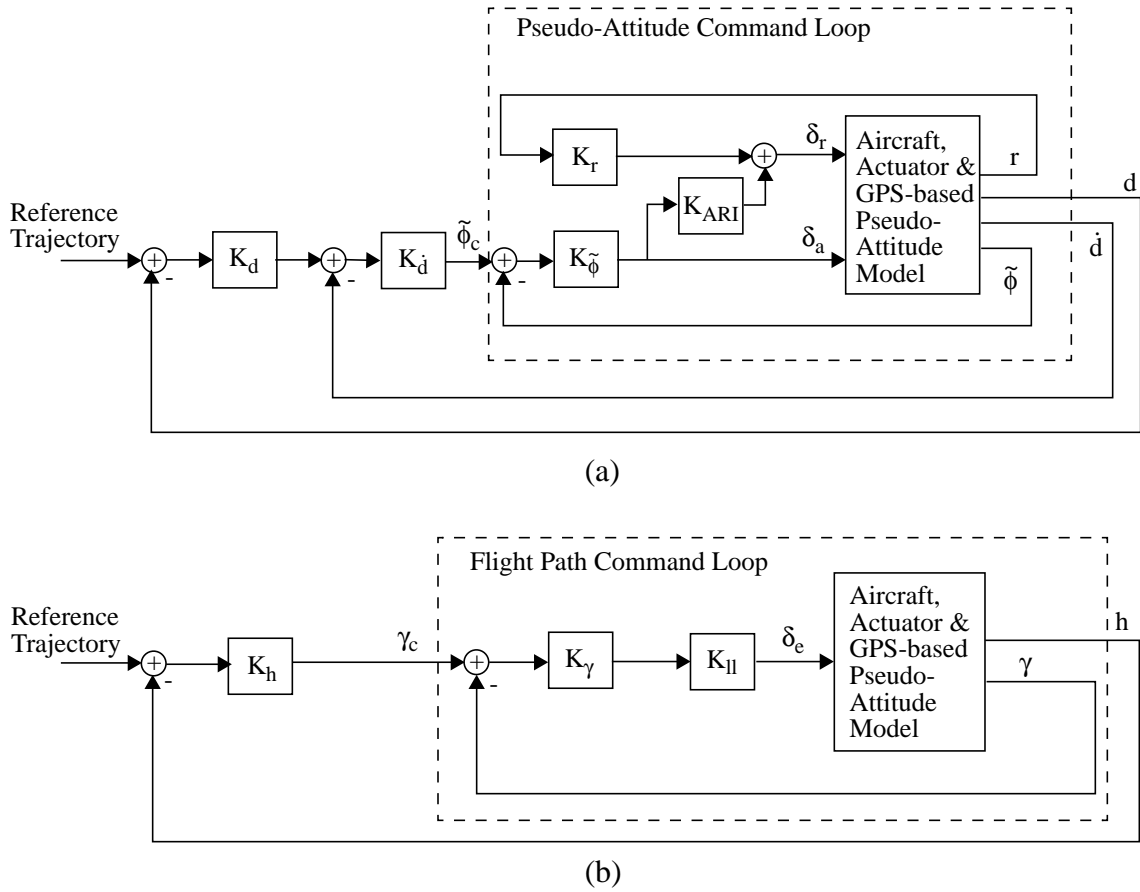 Pseudo-Attitude Command Loop
K_r
+
δ_r
Aircraft,
Actuator &
GPS-based
Pseudo-
Attitude
Model
r
d
ḋ
φ̃
K_ARI
Reference
Trajectory
+
-
K_d
+
-
K_ḋ
φ̃_c
+
-
K_φ̃
δ_a
(a)
Flight Path Command Loop
Reference
Trajectory
+
-
K_h
γ_c
+
-
K_γ
K_ll
δ_e
Aircraft,
Actuator &
GPS-based
Pseudo-
Attitude
Model
h
γ
(b)